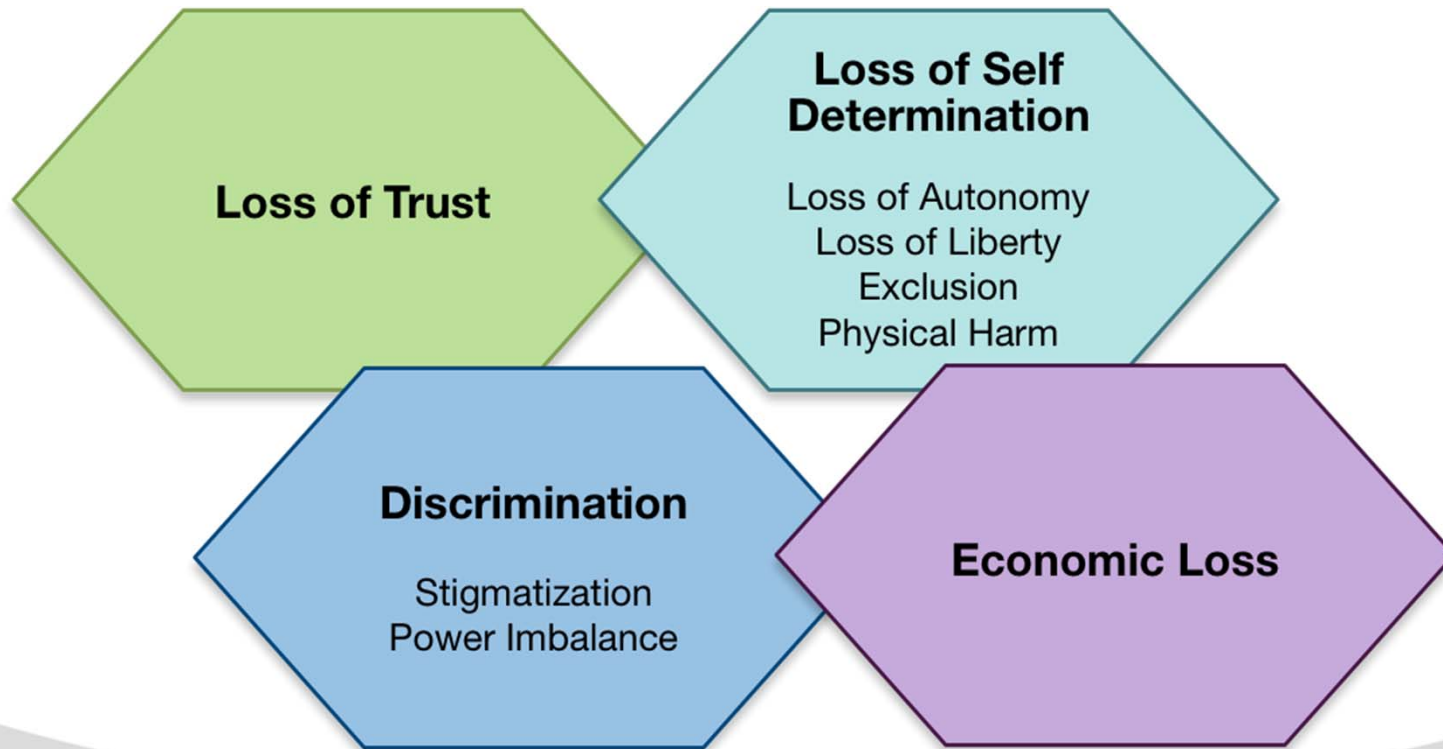 Loss of Trust
Loss of Self
Determination
Loss of Autonomy
Loss of Liberty
Exclusion
Physical Harm
Discrimination
Stigmatization
Power Imbalance
Economic Loss